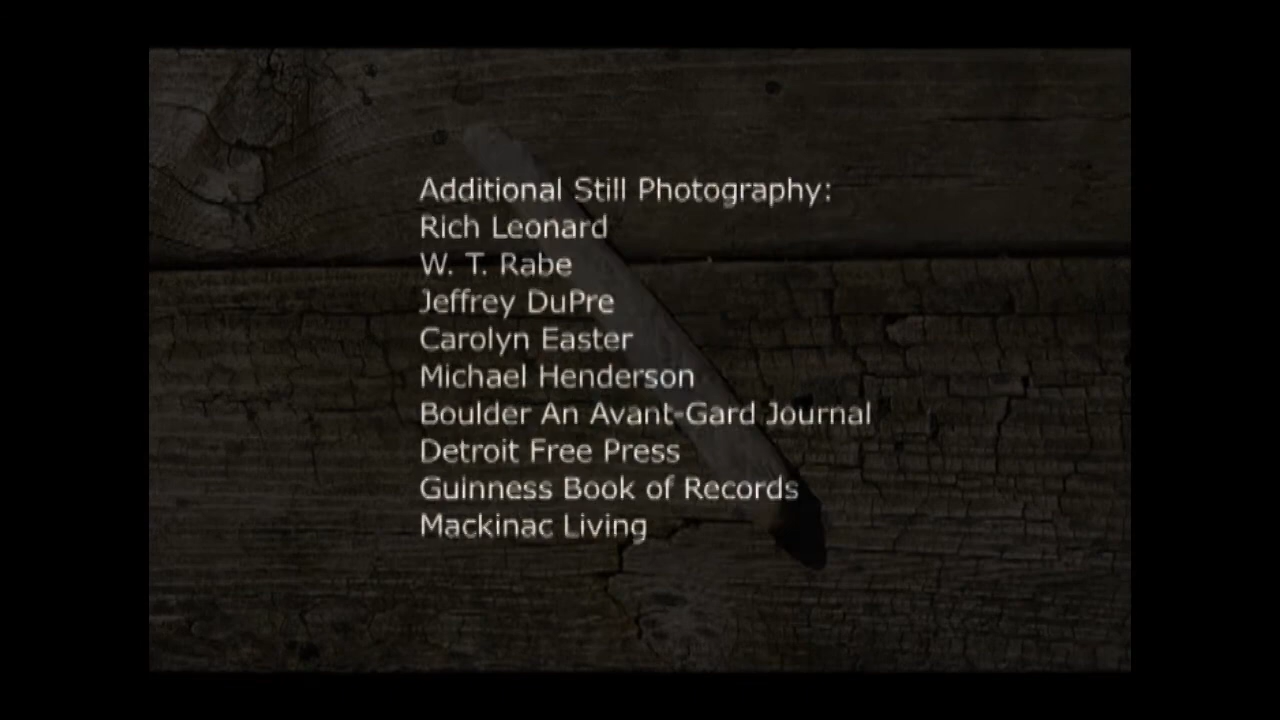 Additional Still Photography:
Rich Leonard
W. T. Rabe
Jeffrey DuPre
Carolyn Easter
Michael Henderson
Boulder An Avant-Gard Journal
Detroit Free Press
Guinness Book of Records
Mackinac Living